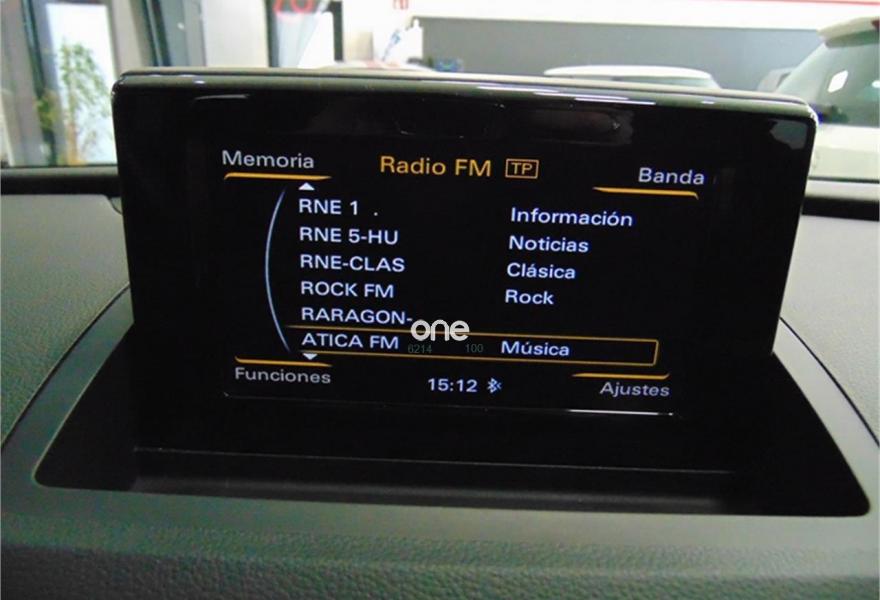 Memoria Radio FM TP Banda
RNE 1 . Información
RNE 5-HU Noticias
RNE-CLAS Clásica
ROCK FM Rock
RARAGON-
one
ATICA FM Música
6214 100
Funciones 15:12 Ajustes